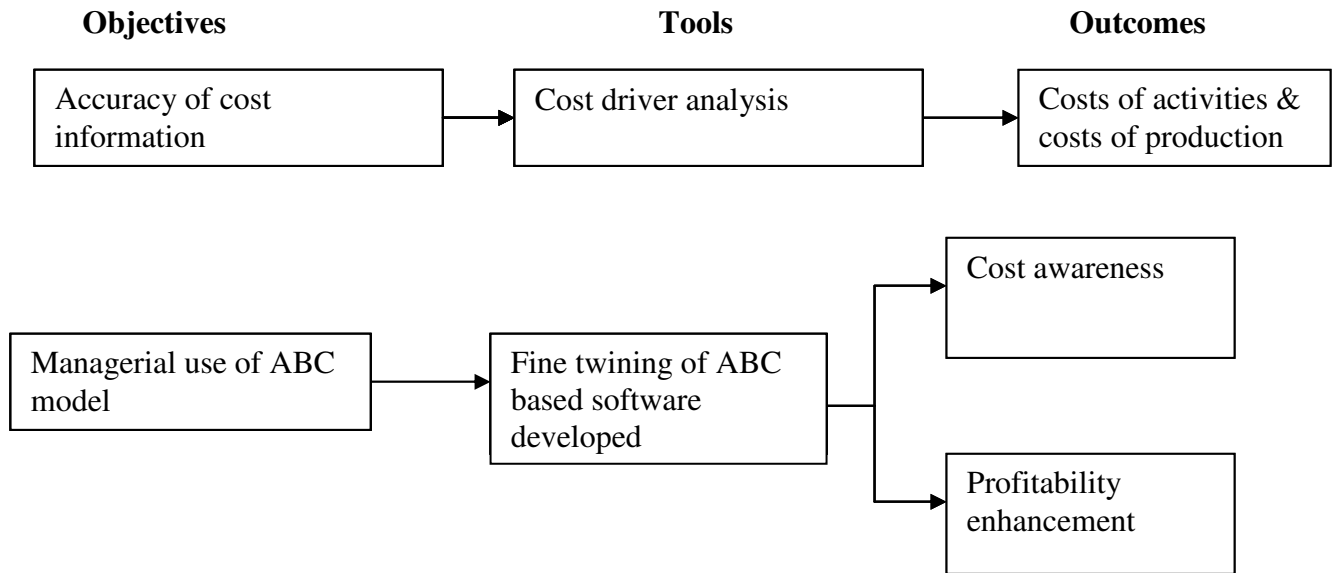 Objectives
Tools
Outcomes
Accuracy of cost
information
Cost driver analysis
Costs of activities &
costs of production
Managerial use of ABC
model
Fine twining of ABC
based software
developed
Cost awareness
Profitability
enhancement